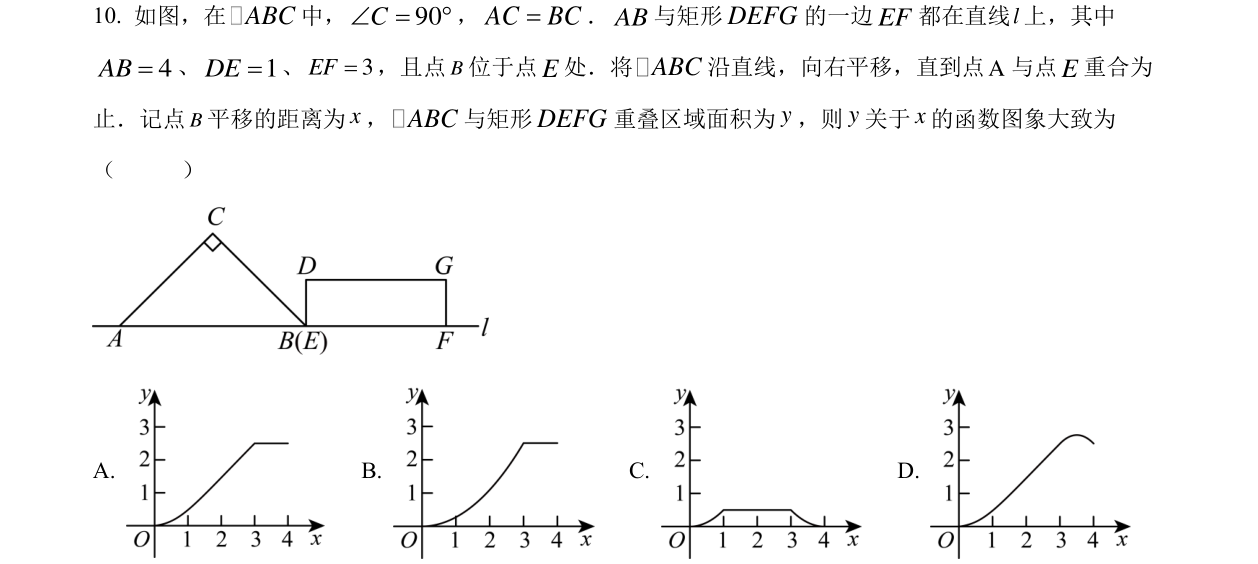 10. 如图，在□ABC 中，∠C = 90°，AC = BC． AB 与矩形 DEFG 的一边 EF 都在直线 l 上，其中
AB = 4、DE = 1、EF = 3，且点 B 位于点 E 处．将□ABC 沿直线，向右平移，直到点 A 与点 E 重合为
止．记点 B 平移的距离为 x，□ABC 与矩形 DEFG 重叠区域面积为 y，则 y 关于 x 的函数图象大致为
（ ）
C
D G
A B(E) F l
A. y 3 2 1 O 1 2 3 4 x
B. y 3 2 1 O 1 2 3 4 x
C. y 3 2 1 O 1 2 3 4 x
D. y 3 2 1 O 1 2 3 4 x